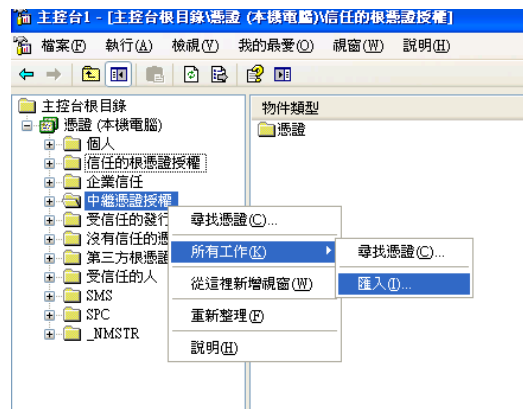 主控台1 - [主控台根目錄\憑證 (本機電腦)\信任的根憑證授權]
檔案(F) 執行(A) 檢視(V) 我的最愛(O) 視窗(W) 說明(H)
主控台根目錄
物件類型
憑證 (本機電腦)
憑證
個人
信任的根憑證授權
企業信任
中繼憑證授權
受信任的發行
尋找憑證(C)...
沒有信任的憑
所有工作(K)
尋找憑證(C)...
第三方根憑證
受信任的人
從這裡新增視窗(W)
匯入(I)...
SMS
SPC
重新整理(F)
_NMSTR
說明(H)